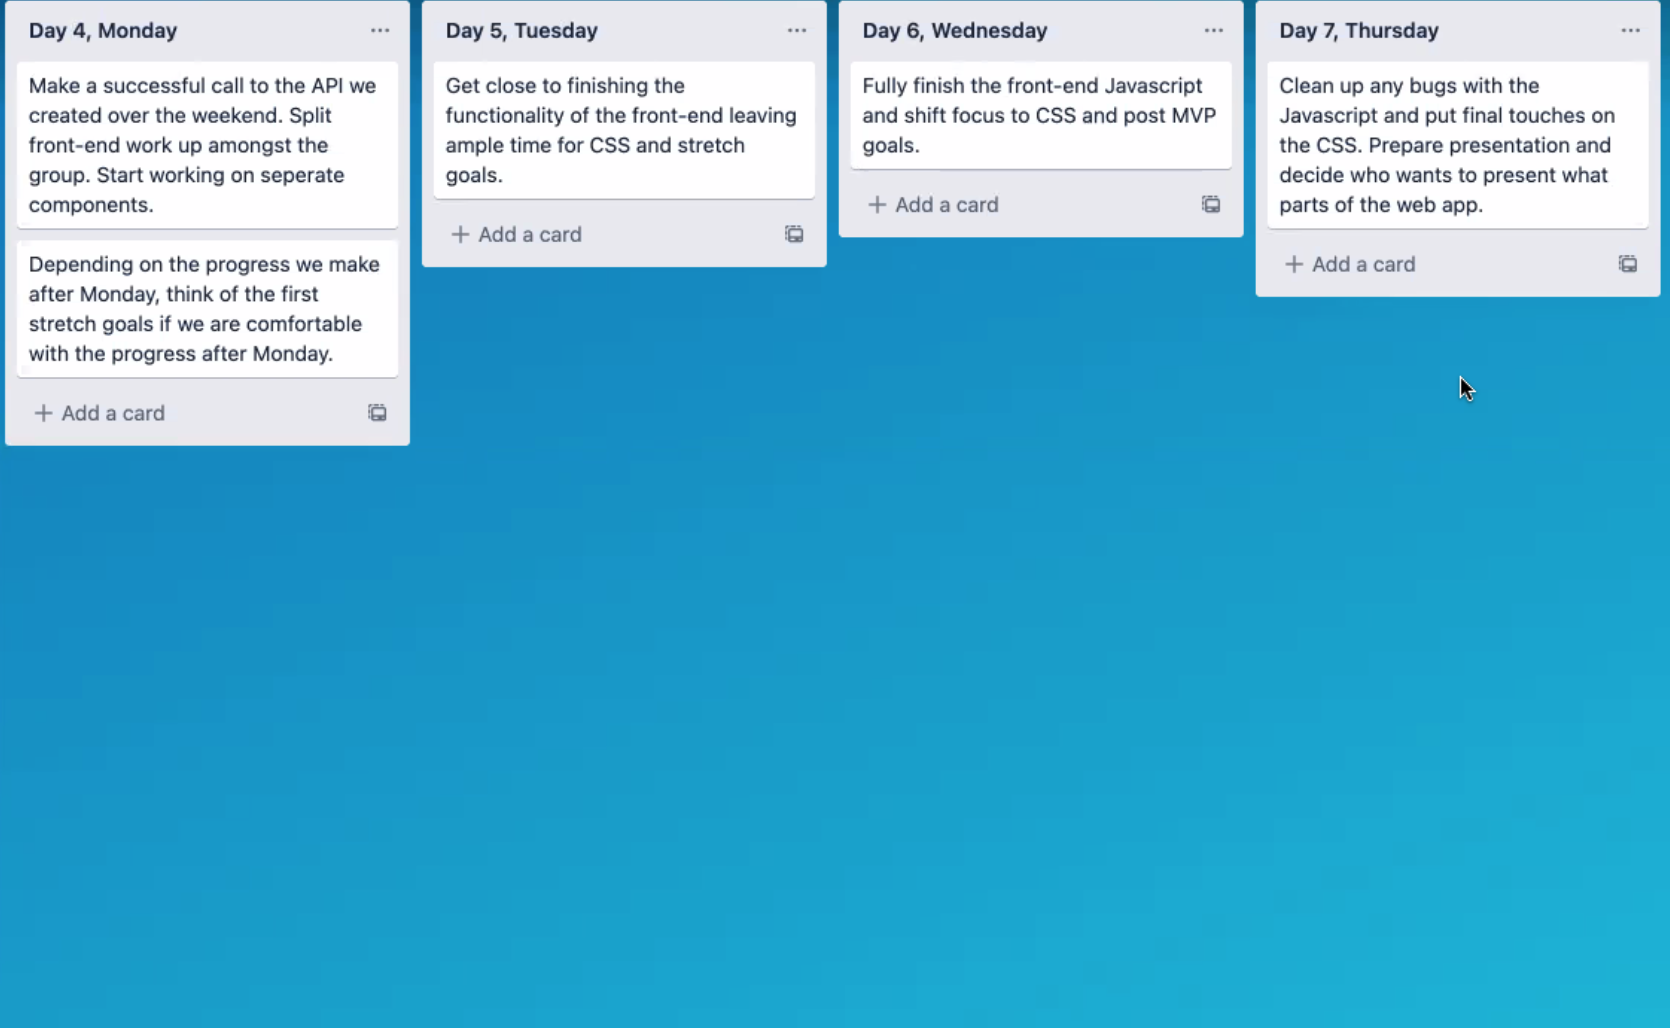 Day 4, Monday
Make a successful call to the API we
created over the weekend. Split
front-end work up amongst the
group. Start working on seperate
components.
Depending on the progress we make
after Monday, think of the first
stretch goals if we are comfortable
with the progress after Monday.
+ Add a card
Day 5, Tuesday
Get close to finishing the
functionality of the front-end leaving
ample time for CSS and stretch
goals.
+ Add a card
Day 6, Wednesday
Fully finish the front-end Javascript
and shift focus to CSS and post MVP
goals.
+ Add a card
Day 7, Thursday
Clean up any bugs with the
Javascript and put final touches on
the CSS. Prepare presentation and
decide who wants to present what
parts of the web app.
+ Add a card